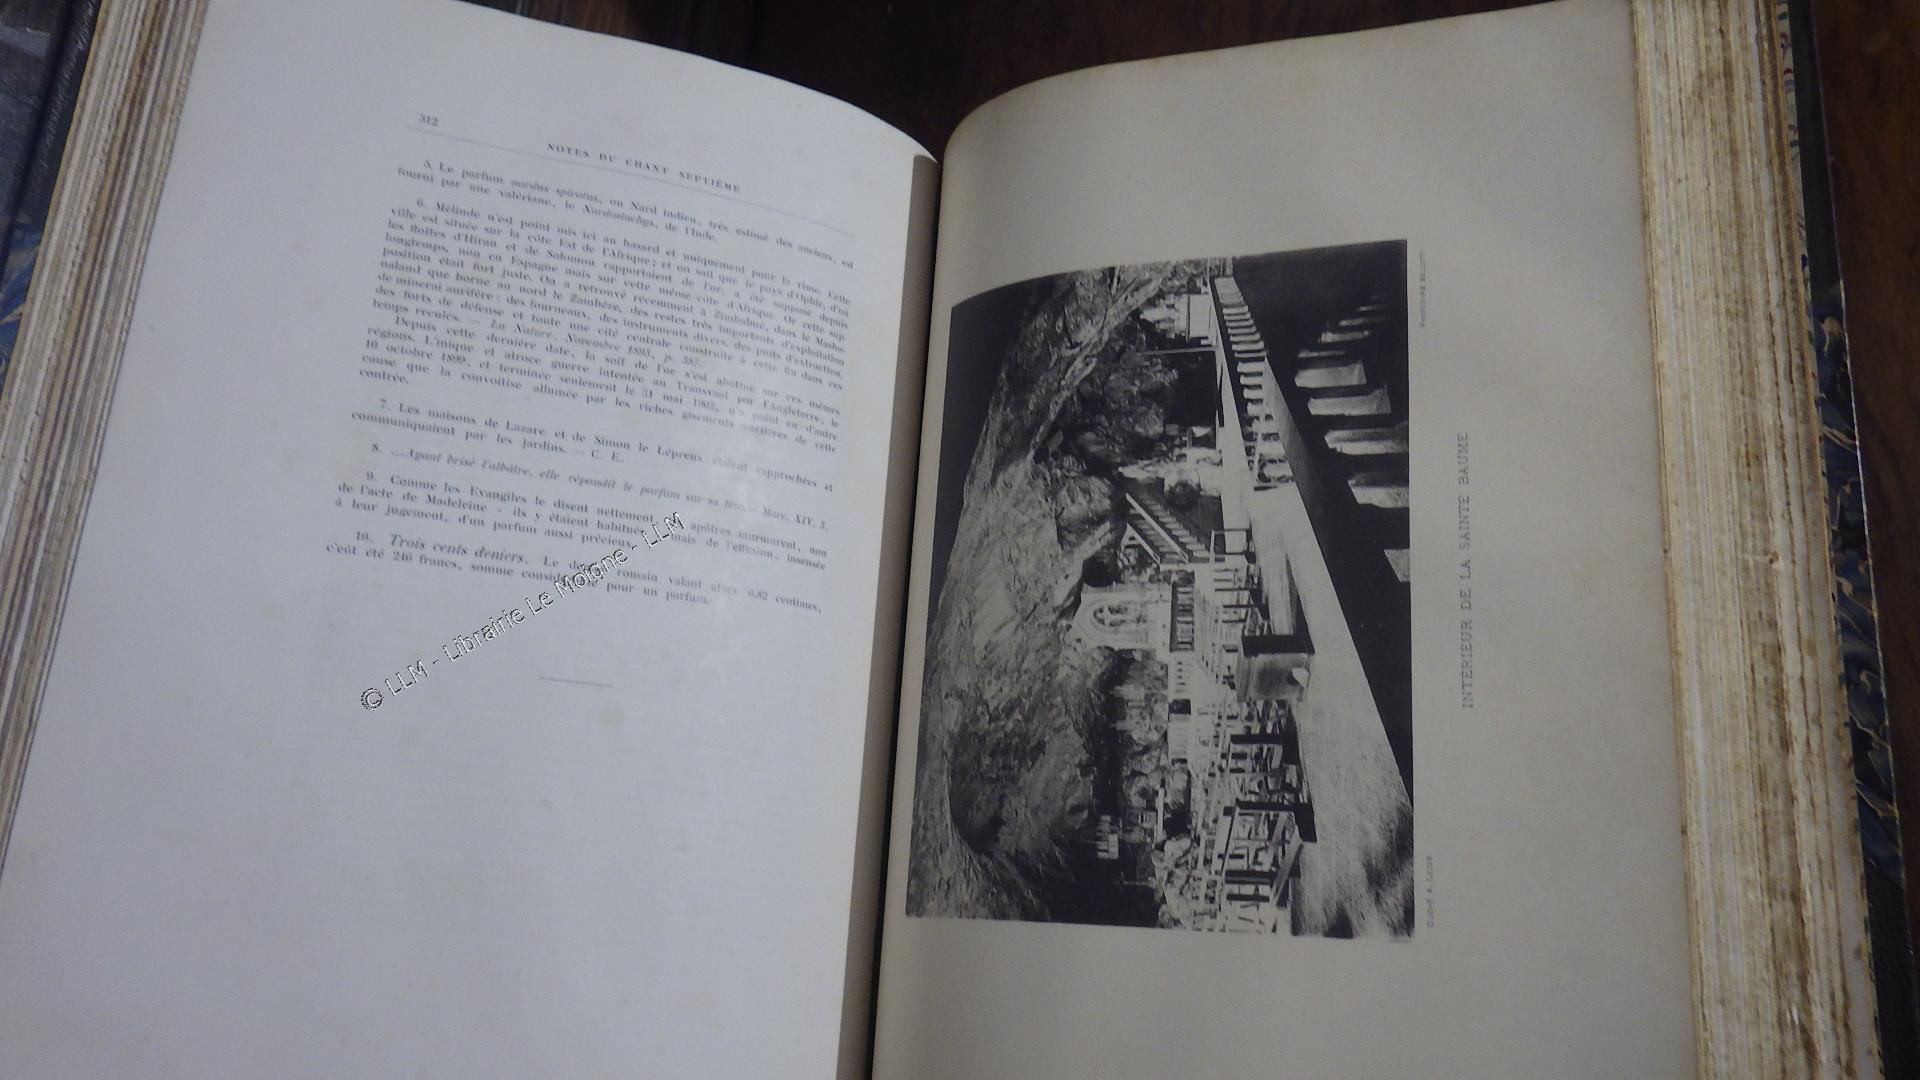 312
NOTES DU CHANT SEPTIÈME
5. Le parfum nardus spicatus, ou Nard indien, très estimé des anciens, est
fourni par une valériane, le Nardostachys, de l'Inde.
6. Mélinde n'est point mis ici au hasard et uniquement pour la rime. Cette
ville est située sur la côte Est de l'Afrique; et on sait que le pays d'Ophir, d'où
les flottes d'Hiran et de Salomon rapportaient de l'or, a été supposé depuis
longtemps, non en Espagne mais sur cette même côte d'Afrique. Or cette sup-
position était fort juste. On a retrouvé récemment à Zimbabué, dans le Masho-
naland que borne au nord le Zambèze, des restes très importants d'exploitation
de minerai aurifère : des fourneaux, des instruments divers, des puits d'extraction,
des forts de défense et toute une cité centrale construite à cette fin dans ces
temps reculés. — La Nature, Novembre 1893, p. 387.
Depuis cette dernière date, la soif de l'or s'est abattue sur ces mêmes
régions. L'inique et atroce guerre intentée au Transvaal par l'Angleterre, le
10 octobre 1899, et terminée seulement le 31 mai 1902, n'a point eu d'autre
cause que la convoitise allumée par les riches gisements aurifères de cette
contrée.
7. Les maisons de Lazare et de Simon le Lépreux étaient rapprochées et
communiquaient par les jardins. — C. E.
8. ...Ayant brisé l'albâtre, elle répandit le parfum sur sa tête. — Marc, XIV, 3.
9. Comme les Evangiles le disent nettement, apôtres murmurent, non
de l'acte de Madeleine - ils y étaient habitués mais de l'effusion, insensée
à leur jugement, d'un parfum aussi précieux.
10. Trois cents deniers. Le denier romain valant alors 0,82 centimes,
c'eût été 246 francs, somme considérable pour un parfum.
© LLM - Librairie Le Moigne - LLM
INTÉRIEUR DE LA SAINTE BAUME